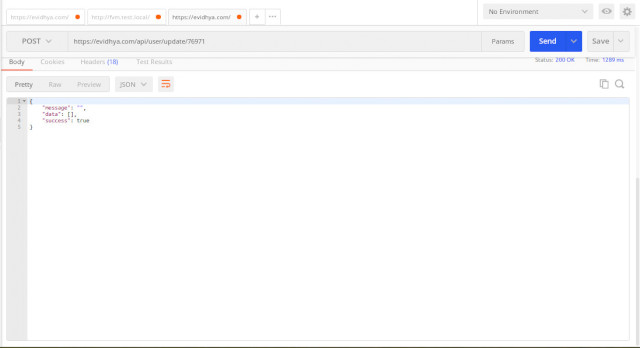 https://evidhya.com/
http://fvm.test.local/
https://evidhya.com/
+
···
No Environment
POST
https://evidhya.com/api/user/update/76971
Params
Send
Save
Body
Cookies
Headers (18)
Test Results
Status: 200 OK
Time: 1289 ms
Pretty
Raw
Preview
JSON
1 {
2 "message": "",
3 "data": [],
4 "success": true
5 }